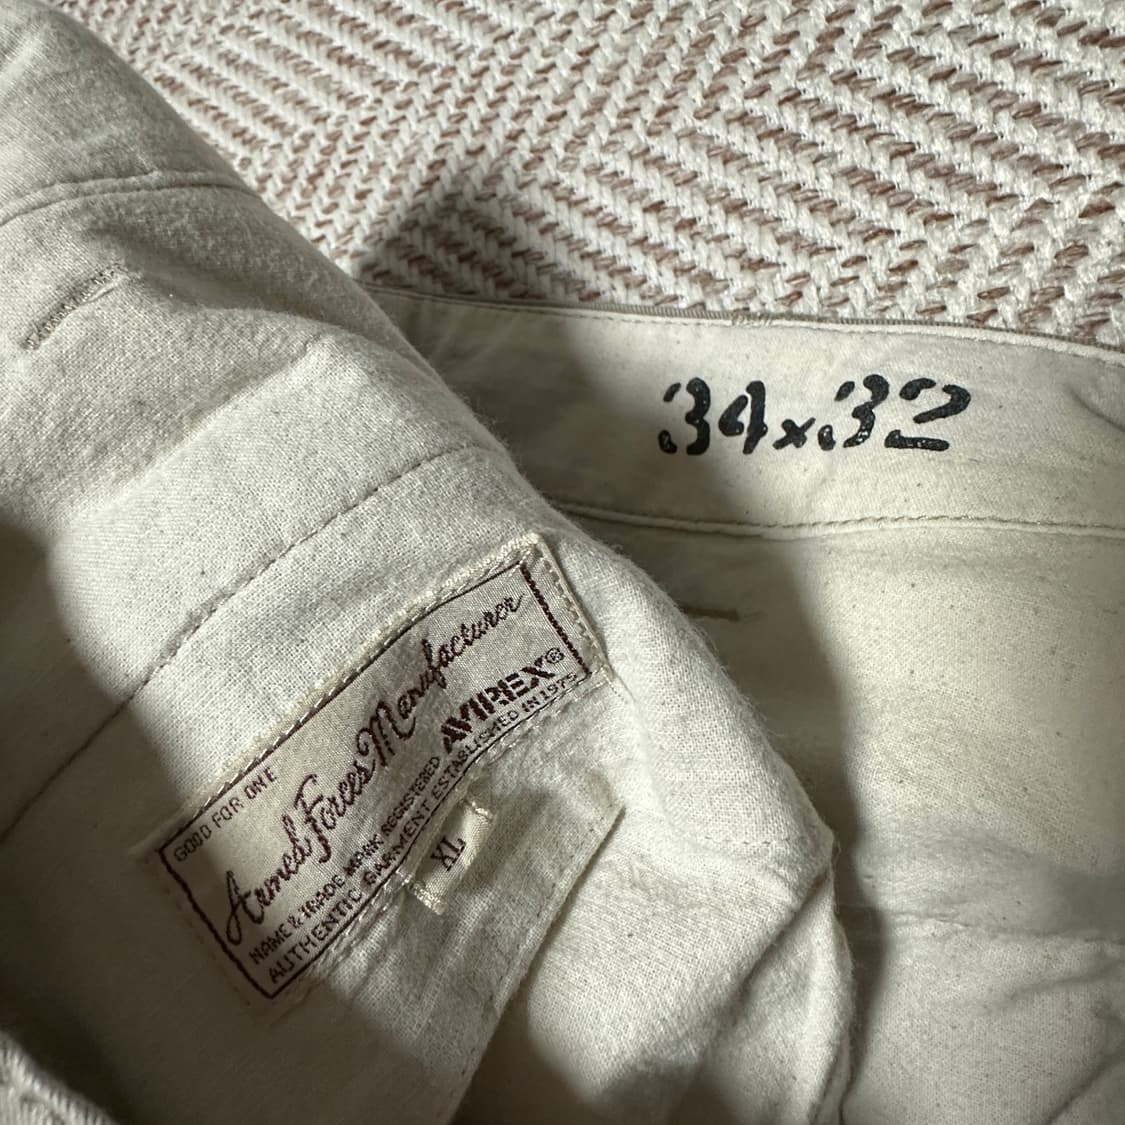 34x32
GOOD FOR ONE
Armed Forces Manufacturer
NAME & TRADE MARK REGISTERED AVIREX®
AUTHENTIC GARMENT ESTABLISHED IN 1975
XL